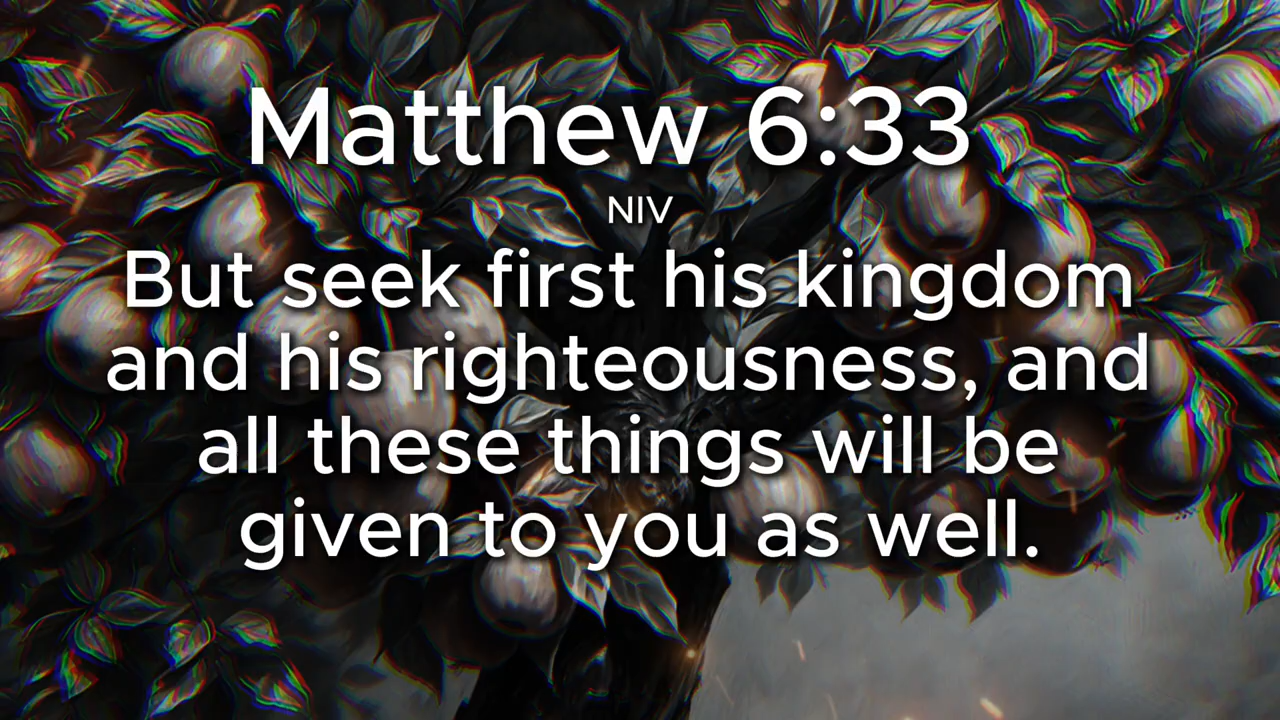 Matthew 6:33
NIV
But seek first his kingdom
and his righteousness, and
all these things will be
given to you as well.